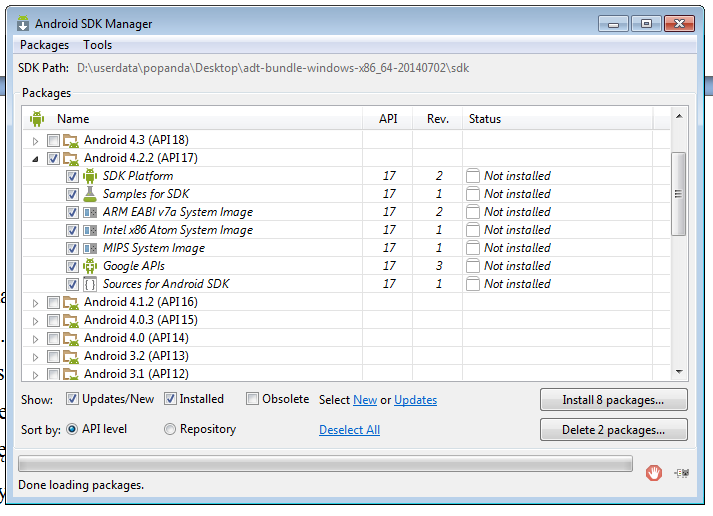 Android SDK Manager
Packages Tools
SDK Path: D:\userdata\popanda\Desktop\adt-bundle-windows-x86_64-20140702\sdk
Packages
Name API Rev. Status
Android 4.3 (API 18)
Android 4.2.2 (API 17)
SDK Platform 17 2 Not installed
Samples for SDK 17 1 Not installed
ARM EABI v7a System Image 17 2 Not installed
Intel x86 Atom System Image 17 1 Not installed
MIPS System Image 17 1 Not installed
Google APIs 17 3 Not installed
Sources for Android SDK 17 1 Not installed
Android 4.1.2 (API 16)
Android 4.0.3 (API 15)
Android 4.0 (API 14)
Android 3.2 (API 13)
Android 3.1 (API 12)
Show: Updates/New Installed Obsolete Select New or Updates Install 8 packages...
Sort by: API level Repository Deselect All Delete 2 packages...
Done loading packages.